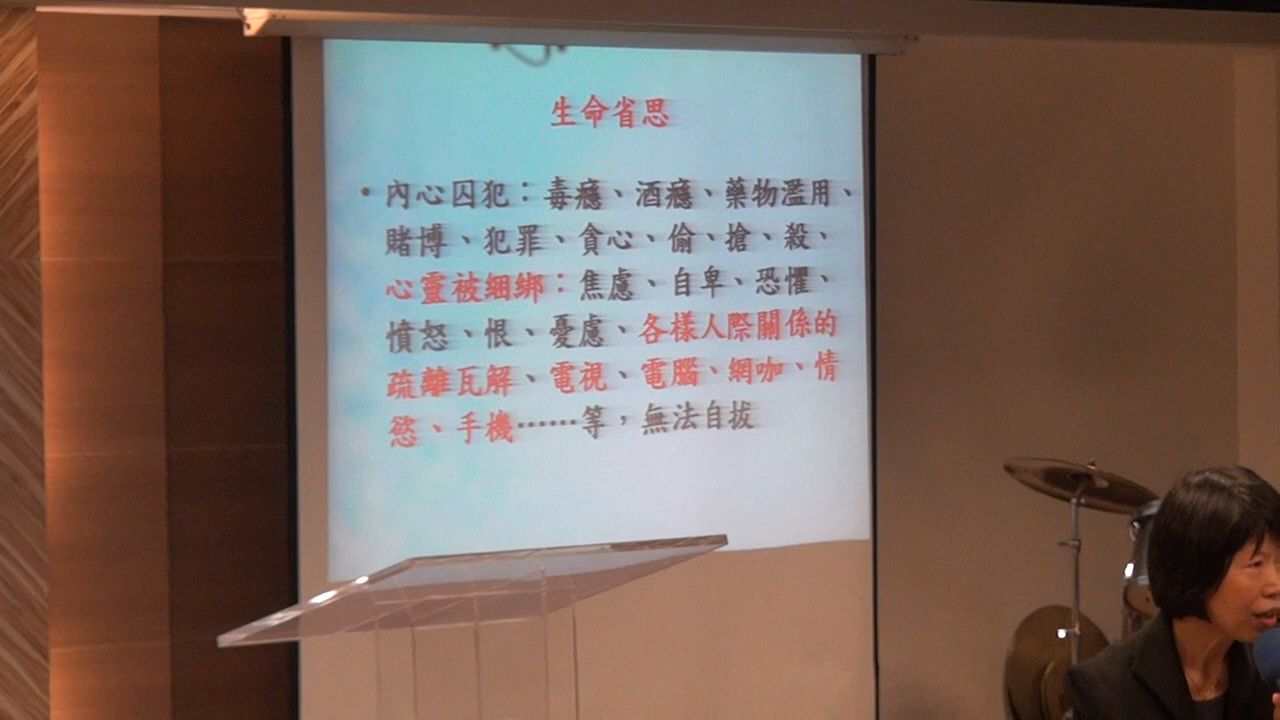 生命省思
•內心囚犯：毒癮、酒癮、藥物濫用、
賭博、犯罪、貪心、偷、搶、殺、
心靈被綑綁：焦慮、自卑、恐懼、
憤怒、恨、憂慮、各樣人際關係的
疏離瓦解、電視、電腦、網咖、情
慾、手機……等，無法自拔